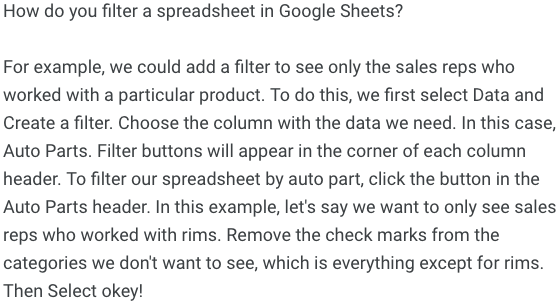 How do you filter a spreadsheet in Google Sheets?
For example, we could add a filter to see only the sales reps who
worked with a particular product. To do this, we first select Data and
Create a filter. Choose the column with the data we need. In this case,
Auto Parts. Filter buttons will appear in the corner of each column
header. To filter our spreadsheet by auto part, click the button in the
Auto Parts header. In this example, let's say we want to only see sales
reps who worked with rims. Remove the check marks from the
categories we don't want to see, which is everything except for rims.
Then Select okey!